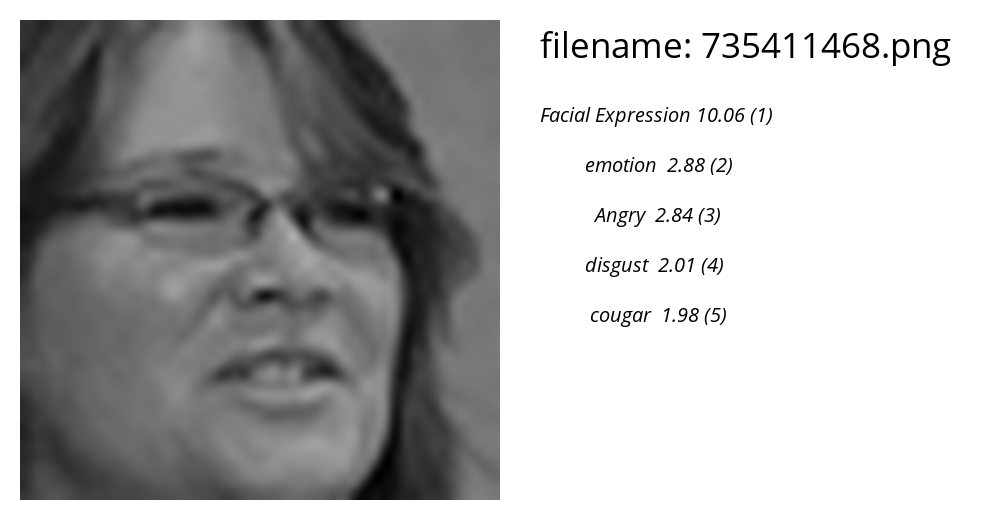 filename: 735411468.png
Facial Expression 10.06 (1)
emotion 2.88 (2)
Angry 2.84 (3)
disgust 2.01 (4)
cougar 1.98 (5)